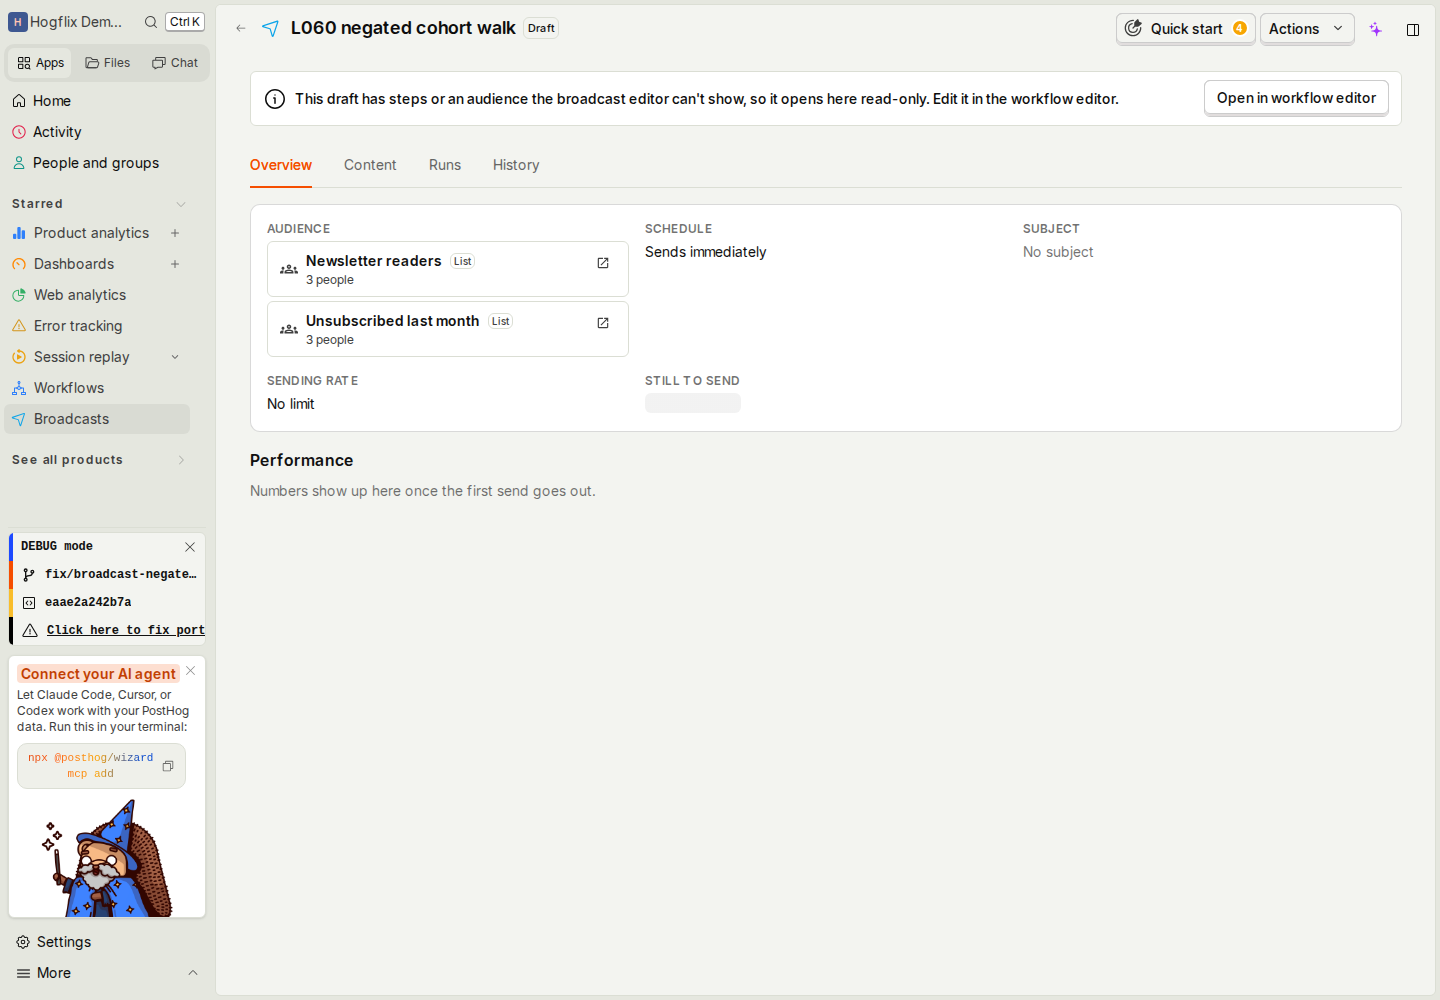 H Hogflix Dem... Ctrl K
Apps Files Chat
Home
Activity
People and groups
Starred
Product analytics
Dashboards
Web analytics
Error tracking
Session replay
Workflows
Broadcasts
See all products
DEBUG mode
fix/broadcast-negate...
eaae2a242b7a
Click here to fix port
Connect your AI agent
Let Claude Code, Cursor, or
Codex work with your PostHog
data. Run this in your terminal:
npx @posthog/wizard
mcp add
Settings
More
L060 negated cohort walk Draft
Quick start 4 Actions
This draft has steps or an audience the broadcast editor can't show, so it opens here read-only. Edit it in the workflow editor.
Open in workflow editor
Overview Content Runs History
AUDIENCE
Newsletter readers List
3 people
Unsubscribed last month List
3 people
SCHEDULE
Sends immediately
SUBJECT
No subject
SENDING RATE
No limit
STILL TO SEND
Performance
Numbers show up here once the first send goes out.